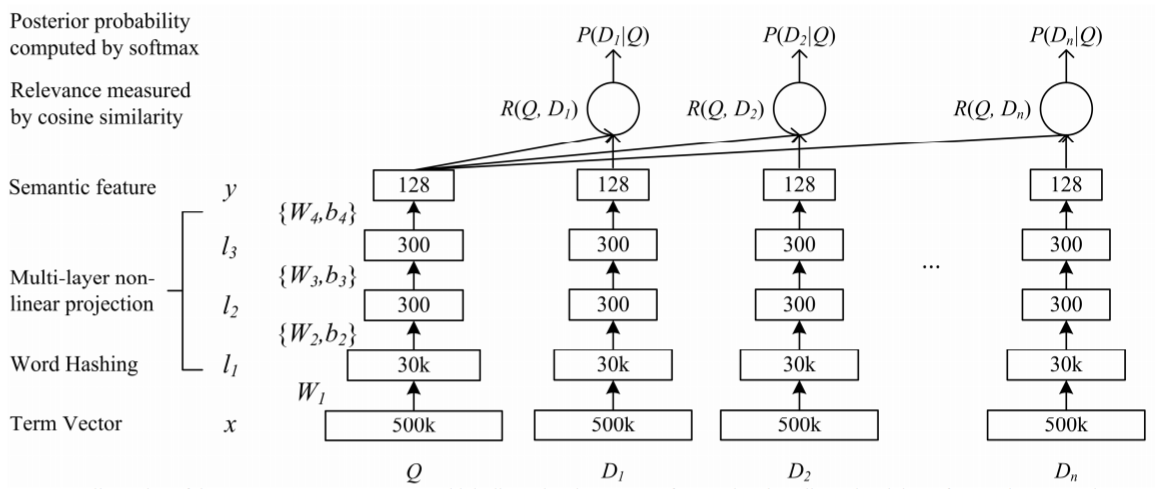 Posterior probability
computed by softmax
P(D1|Q) P(D2|Q) P(Dn|Q)
Relevance measured
by cosine similarity
R(Q, D1) R(Q, D2) R(Q, Dn)
Semantic feature y 128 128 128 128
{W4,b4}
l3 300 300 300 300
Multi-layer non-
linear projection
{W3,b3}
...
l2 300 300 300 300
{W2,b2}
Word Hashing l1 30k 30k 30k 30k
W1
Term Vector x 500k 500k 500k 500k
Q D1 D2 Dn